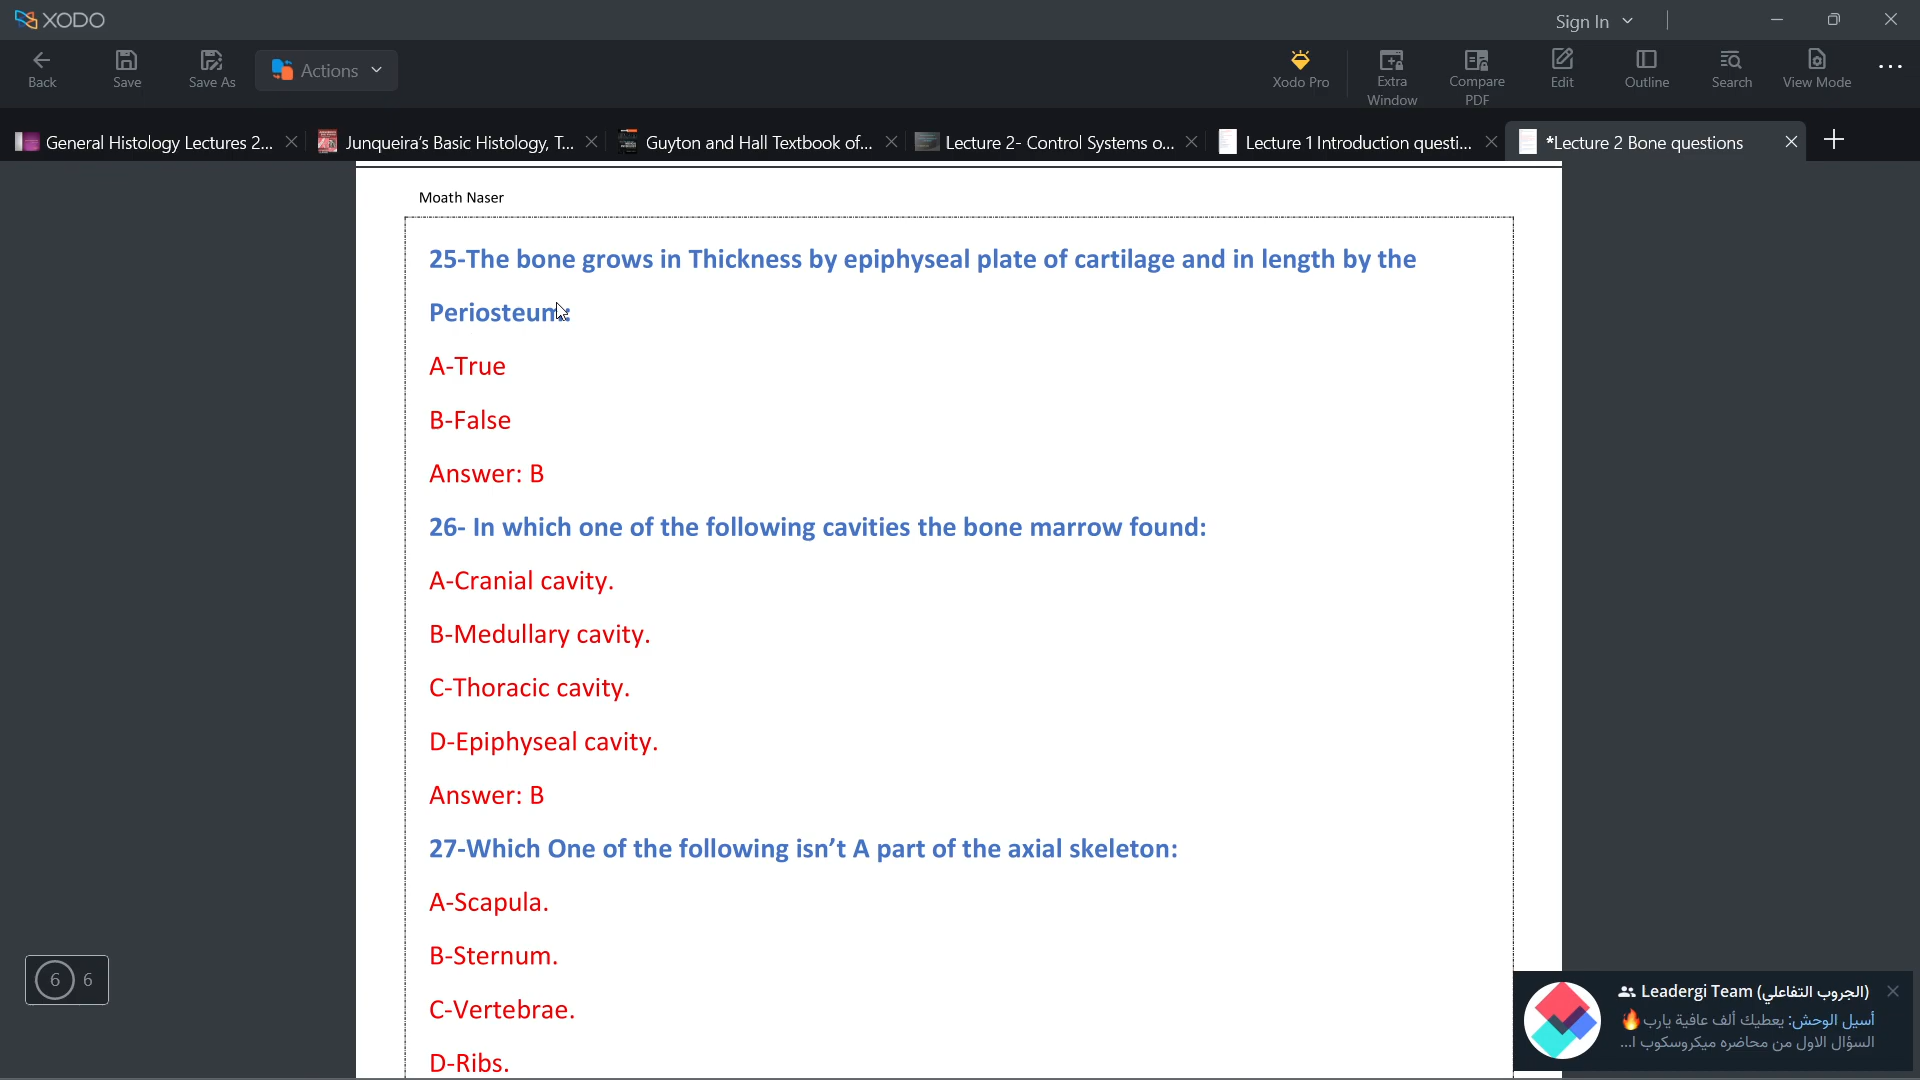 XODO
Sign In
Back
Save
Save As
Actions
Xodo Pro
Extra Window
Compare PDF
Edit
Outline
Search
View Mode
General Histology Lectures 2...
Junqueira's Basic Histology, T...
Guyton and Hall Textbook of...
Lecture 2- Control Systems o...
Lecture 1 Introduction questi...
*Lecture 2 Bone questions
Moath Naser
25-The bone grows in Thickness by epiphyseal plate of cartilage and in length by the
Periosteum:
A-True
B-False
Answer: B
26- In which one of the following cavities the bone marrow found:
A-Cranial cavity.
B-Medullary cavity.
C-Thoracic cavity.
D-Epiphyseal cavity.
Answer: B
27-Which One of the following isn't A part of the axial skeleton:
A-Scapula.
B-Sternum.
C-Vertebrae.
D-Ribs.
6 6
Leadergi Team (الجروب التفاعلي)
أسيل الوحش: يعطيك ألف عافية يارب🔥
السؤال الاول من محاضره ميكروسكوب ا...